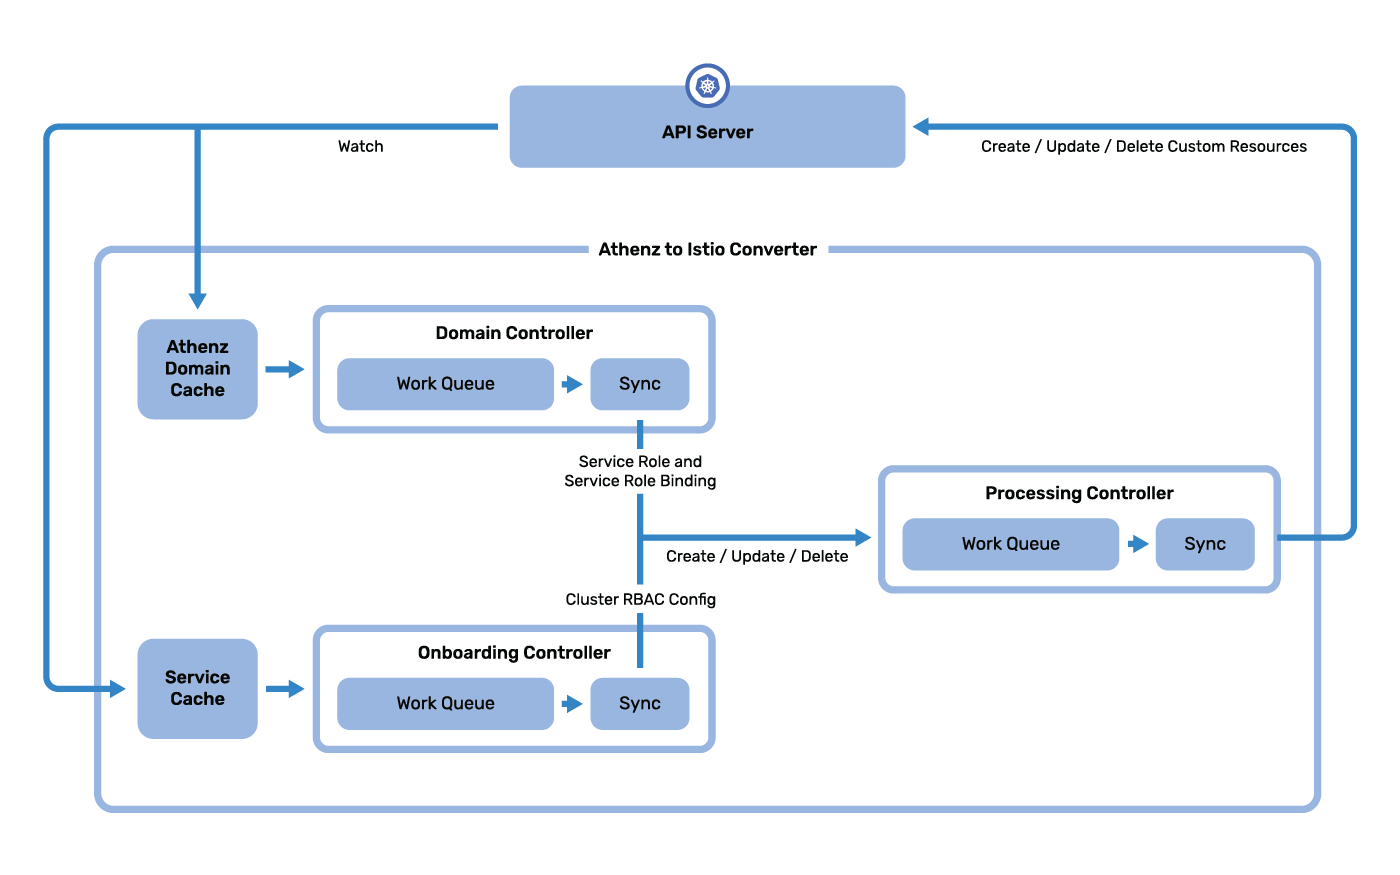 API Server
Watch
Create / Update / Delete Custom Resources
Athenz to Istio Converter
Athenz
Domain
Cache
Domain Controller
Work Queue
Sync
Service Role and
Service Role Binding
Processing Controller
Work Queue
Sync
Create / Update / Delete
Cluster RBAC Config
Service
Cache
Onboarding Controller
Work Queue
Sync